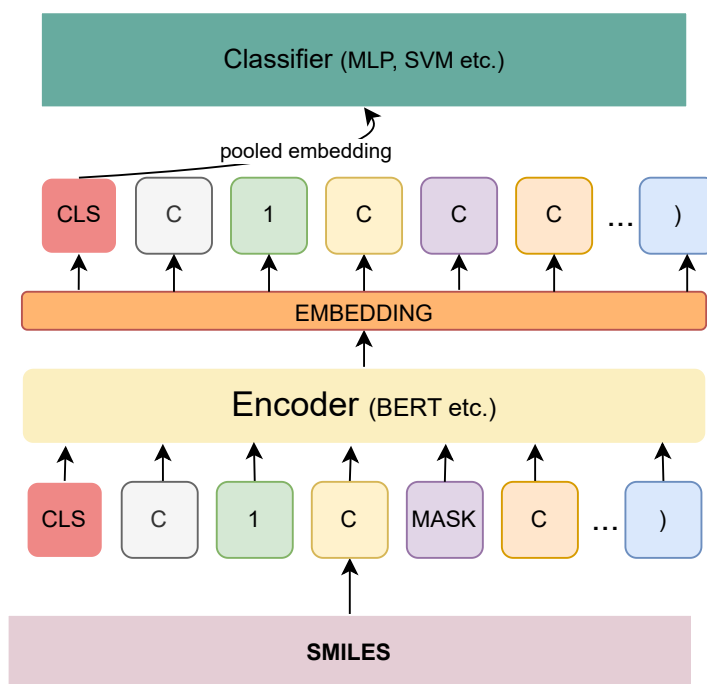 Classifier (MLP, SVM etc.)
pooled embedding
CLS C 1 C C C ... )
EMBEDDING
Encoder (BERT etc.)
CLS C 1 C MASK C ... )
SMILES